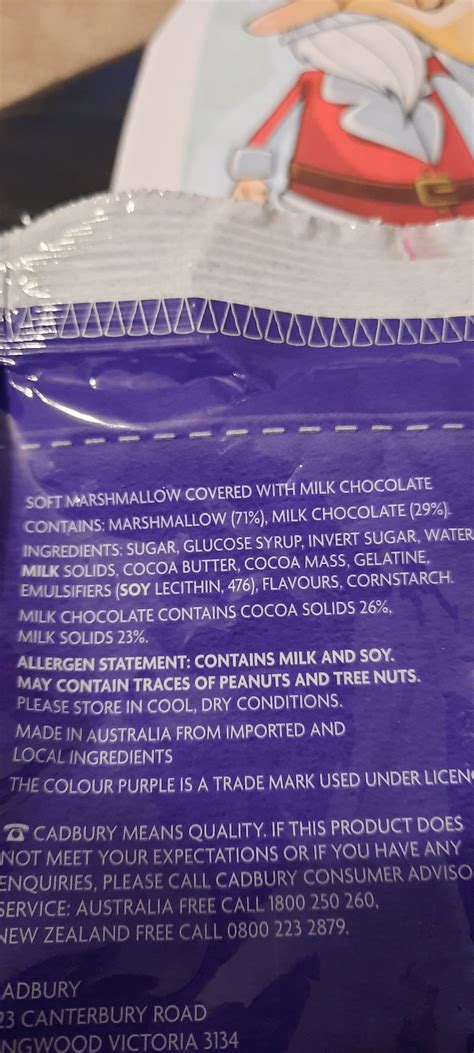 SOFT MARSHMALLOW COVERED WITH MILK CHOCOLATE
CONTAINS: MARSHMALLOW (71%), MILK CHOCOLATE (29%).
INGREDIENTS: SUGAR, GLUCOSE SYRUP, INVERT SUGAR, WATER
MILK SOLIDS, COCOA BUTTER, COCOA MASS, GELATINE,
EMULSIFIERS (SOY LECITHIN, 476), FLAVOURS, CORNSTARCH.
MILK CHOCOLATE CONTAINS COCOA SOLIDS 26%,
MILK SOLIDS 23%.
ALLERGEN STATEMENT: CONTAINS MILK AND SOY.
MAY CONTAIN TRACES OF PEANUTS AND TREE NUTS.
PLEASE STORE IN COOL, DRY CONDITIONS.
MADE IN AUSTRALIA FROM IMPORTED AND
LOCAL INGREDIENTS
THE COLOUR PURPLE IS A TRADE MARK USED UNDER LICEN
☎ CADBURY MEANS QUALITY. IF THIS PRODUCT DOES
NOT MEET YOUR EXPECTATIONS OR IF YOU HAVE ANY
ENQUIRIES, PLEASE CALL CADBURY CONSUMER ADVISO
SERVICE: AUSTRALIA FREE CALL 1800 250 260,
NEW ZEALAND FREE CALL 0800 223 2879.
ADBURY
23 CANTERBURY ROAD
NGWOOD VICTORIA 3134